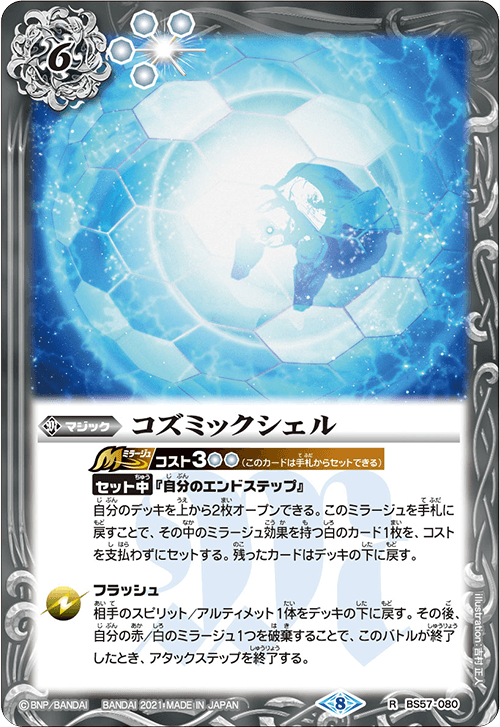 6
マジック コズミックシェル
ミラージュ コスト3 (このカードは手札からセットできる)
セット中 『自分のエンドステップ』
自分のデッキを上から2枚オープンできる。このミラージュを手札に
戻すことで、その中のミラージュ効果を持つ白のカード1枚を、コスト
を支払わずにセットする。残ったカードはデッキの下に戻す。
フラッシュ
相手のスピリット/アルティメット1体をデッキの下に戻す。その後、
自分の赤/白のミラージュ1つを破棄することで、このバトルが終了
したとき、アタックステップを終了する。
illustration:吉村 正人
©BNP/BANDAI BANDAI 2021 MADE IN JAPAN 8 R BS57-080